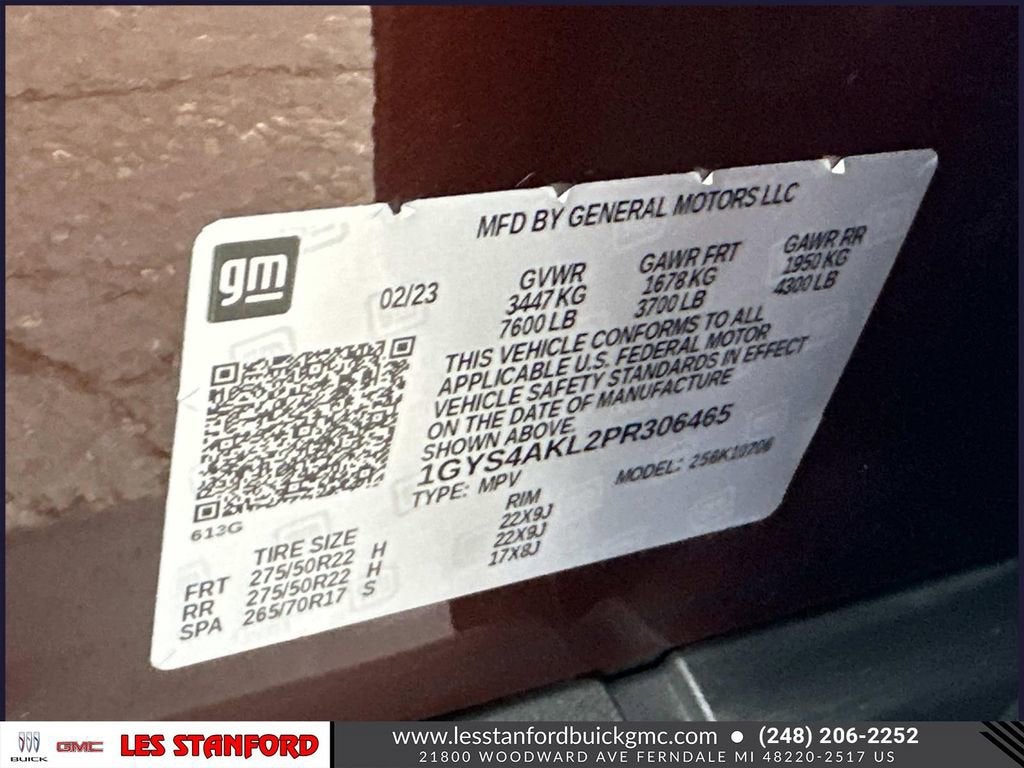 MFD BY GENERAL MOTORS LLC
gm
02/23
GVWR GAWR FRT GAWR RR
3447 KG 1678 KG 1950 KG
7600 LB 3700 LB 4300 LB
THIS VEHICLE CONFORMS TO ALL
APPLICABLE U.S. FEDERAL MOTOR
VEHICLE SAFETY STANDARDS IN EFFECT
ON THE DATE OF MANUFACTURE
SHOWN ABOVE.
1GYS4AKL2PR306465
TYPE: MPV MODEL: 256K10706
613G
TIRE SIZE RIM
FRT 275/50R22 H 22X9J
RR 275/50R22 H 22X9J
SPA 265/70R17 S 17X8J
BUICK GMC LES STANFORD
www.lesstanfordbuickgmc.com • (248) 206-2252
21800 WOODWARD AVE FERNDALE MI 48220-2517 US